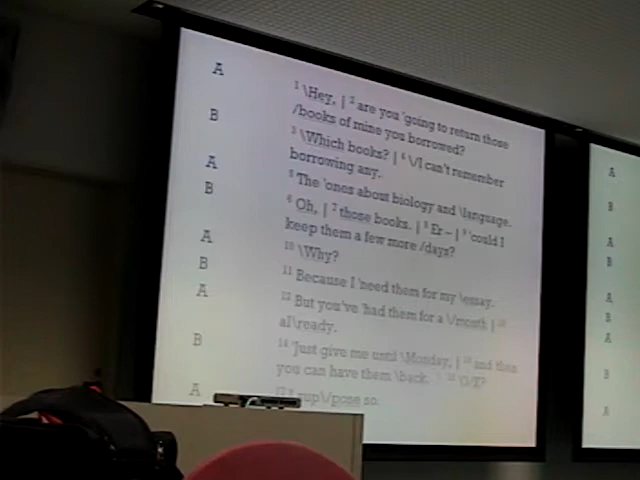 A
¹ \Hey, | ² are you 'going to return those
/books of mine you borrowed?
B
³ \Which books? | ⁴ \/I can't remember
borrowing any.
A
⁵ The 'ones about biology and \language.
B
⁶ Oh, | ⁷ those books. | ⁸ Er – | ⁹ 'could I
keep them a few more /days?
A
¹⁰ \Why?
B
¹¹ Because I 'need them for my \essay.
A
¹² But you've 'had them for a \/month | ¹³
al\ready.
B
¹⁴ 'Just give me until \Monday, | ¹⁵ and then
you can have them \back.
A
so.
A
B
A
B
A
B
A
B
A